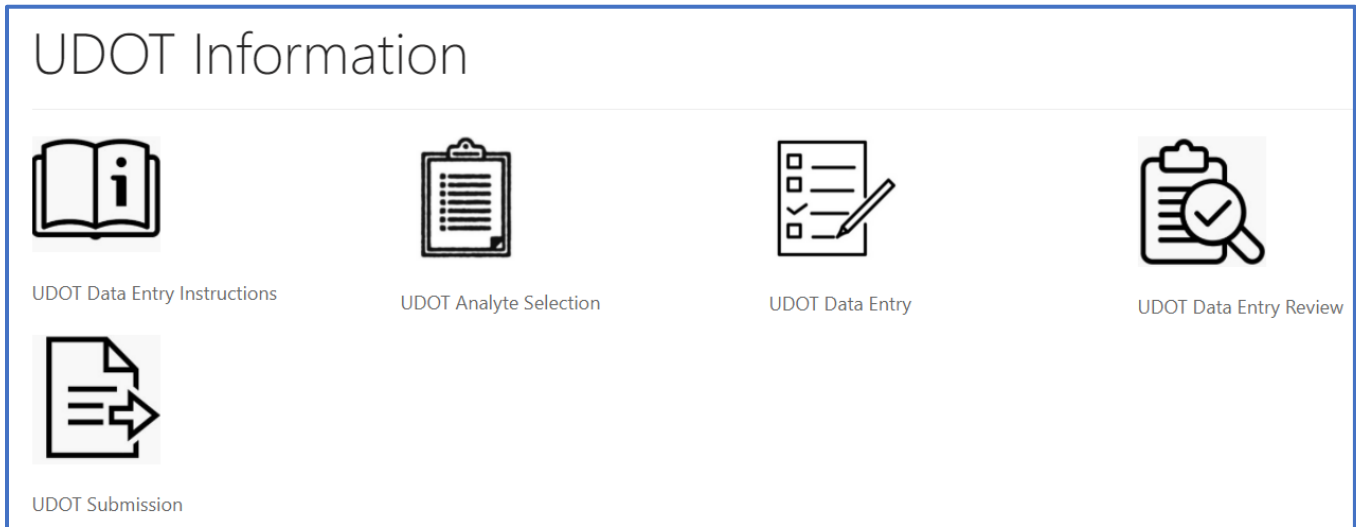 UDOT Information
UDOT Data Entry Instructions
UDOT Analyte Selection
UDOT Data Entry
UDOT Data Entry Review
UDOT Submission